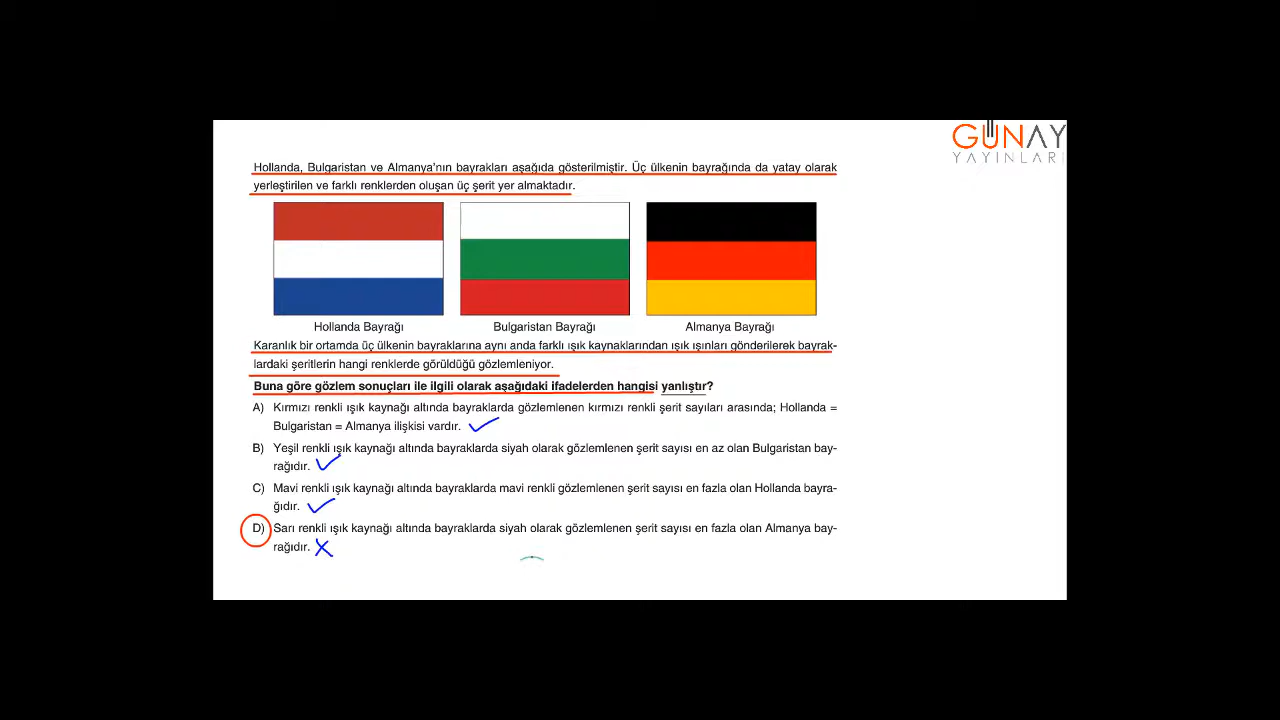 GÜNAY
YAYINLARI
Hollanda, Bulgaristan ve Almanya'nın bayrakları aşağıda gösterilmiştir. Üç ülkenin bayrağında da yatay olarak
yerleştirilen ve farklı renklerden oluşan üç şerit yer almaktadır.
Hollanda Bayrağı
Bulgaristan Bayrağı
Almanya Bayrağı
Karanlık bir ortamda üç ülkenin bayraklarına aynı anda farklı ışık kaynaklarından ışık ışınları gönderilerek bayrak-
lardaki şeritlerin hangi renklerde görüldüğü gözlemleniyor.
Buna göre gözlem sonuçları ile ilgili olarak aşağıdaki ifadelerden hangisi yanlıştır?
A) Kırmızı renkli ışık kaynağı altında bayraklarda gözlemlenen kırmızı renkli şerit sayıları arasında; Hollanda =
Bulgaristan = Almanya ilişkisi vardır.
B) Yeşil renkli ışık kaynağı altında bayraklarda siyah olarak gözlemlenen şerit sayısı en az olan Bulgaristan bay-
rağıdır.
C) Mavi renkli ışık kaynağı altında bayraklarda mavi renkli gözlemlenen şerit sayısı en fazla olan Hollanda bayra-
ğıdır.
D) Sarı renkli ışık kaynağı altında bayraklarda siyah olarak gözlemlenen şerit sayısı en fazla olan Almanya bay-
rağıdır.